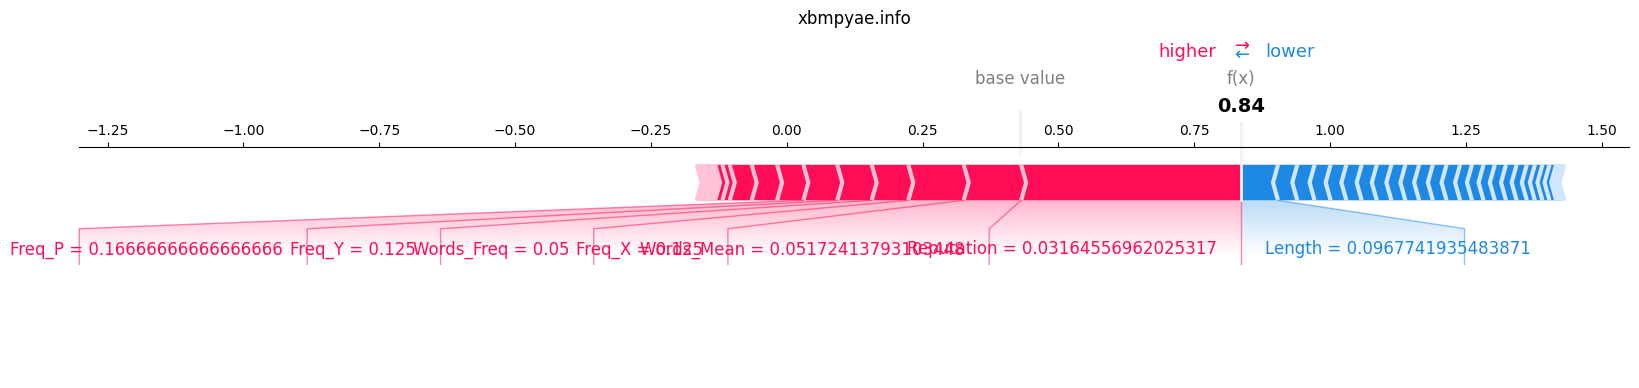 xbmpyae.info
higher ⇄ lower
base value f(x)
0.84
−1.25 −1.00 −0.75 −0.50 −0.25 0.00 0.25 0.50 0.75 1.00 1.25 1.50
Freq_P = 0.16666666666666666 Freq_Y = 0.125 Words_Freq = 0.05 Freq_X = 0.125 Words_Mean = 0.05172413793103448 Reputation = 0.03164556962025317 Length = 0.0967741935483871